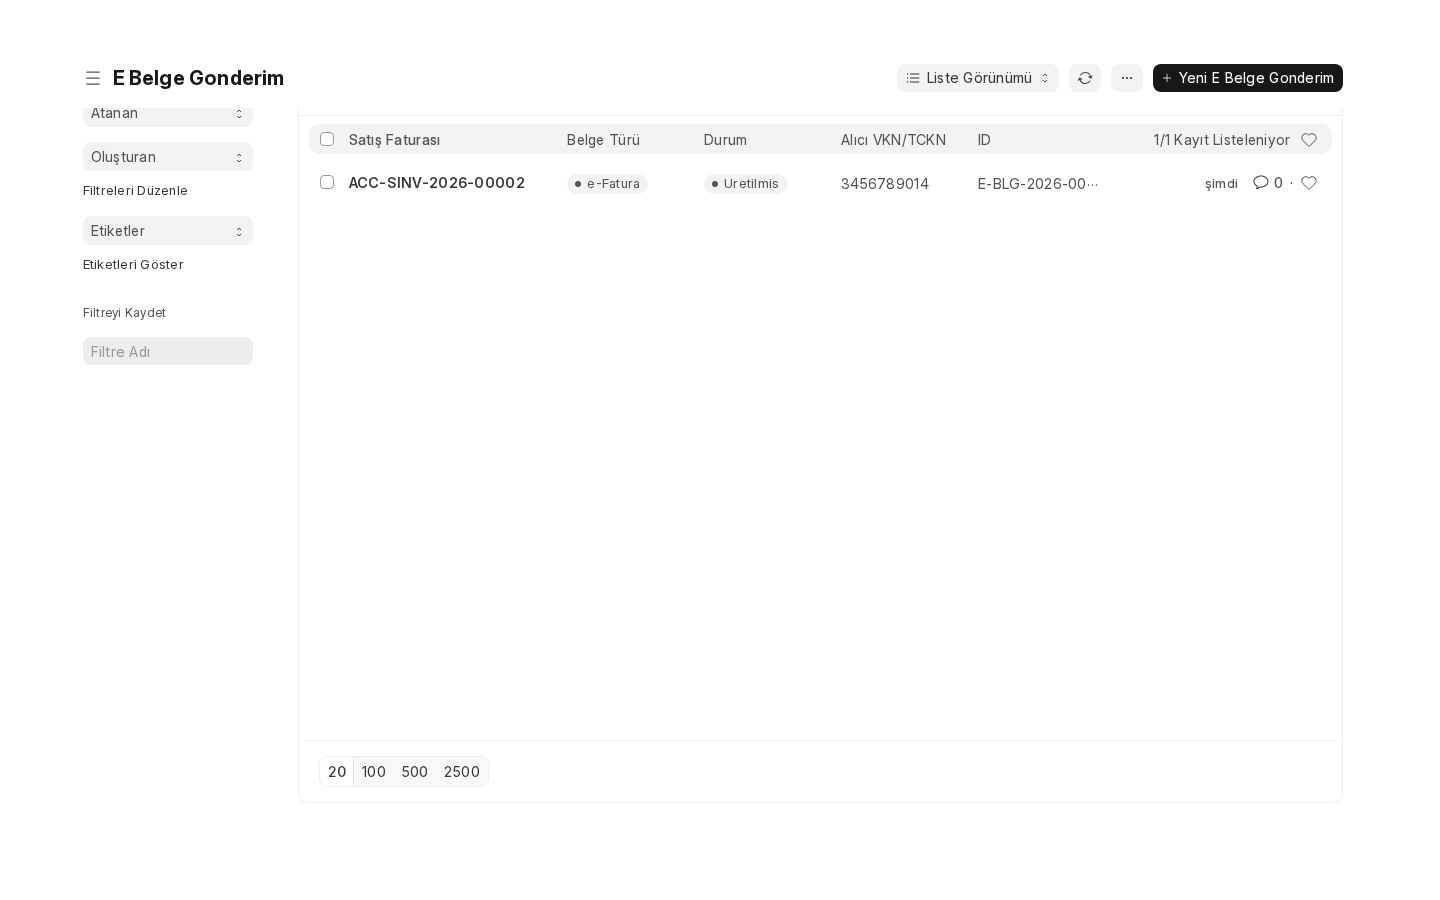 E Belge Gonderim
Liste Görünümü
Yeni E Belge Gonderim
Atanan
Oluşturan
Filtreleri Düzenle
Etiketler
Etiketleri Göster
Filtreyi Kaydet
Filtre Adı
Satış Faturası Belge Türü Durum Alıcı VKN/TCKN ID 1/1 Kayıt Listeleniyor
ACC-SINV-2026-00002 e-Fatura Uretilmis 3456789014 E-BLG-2026-00... şimdi 0 ·
20 100 500 2500